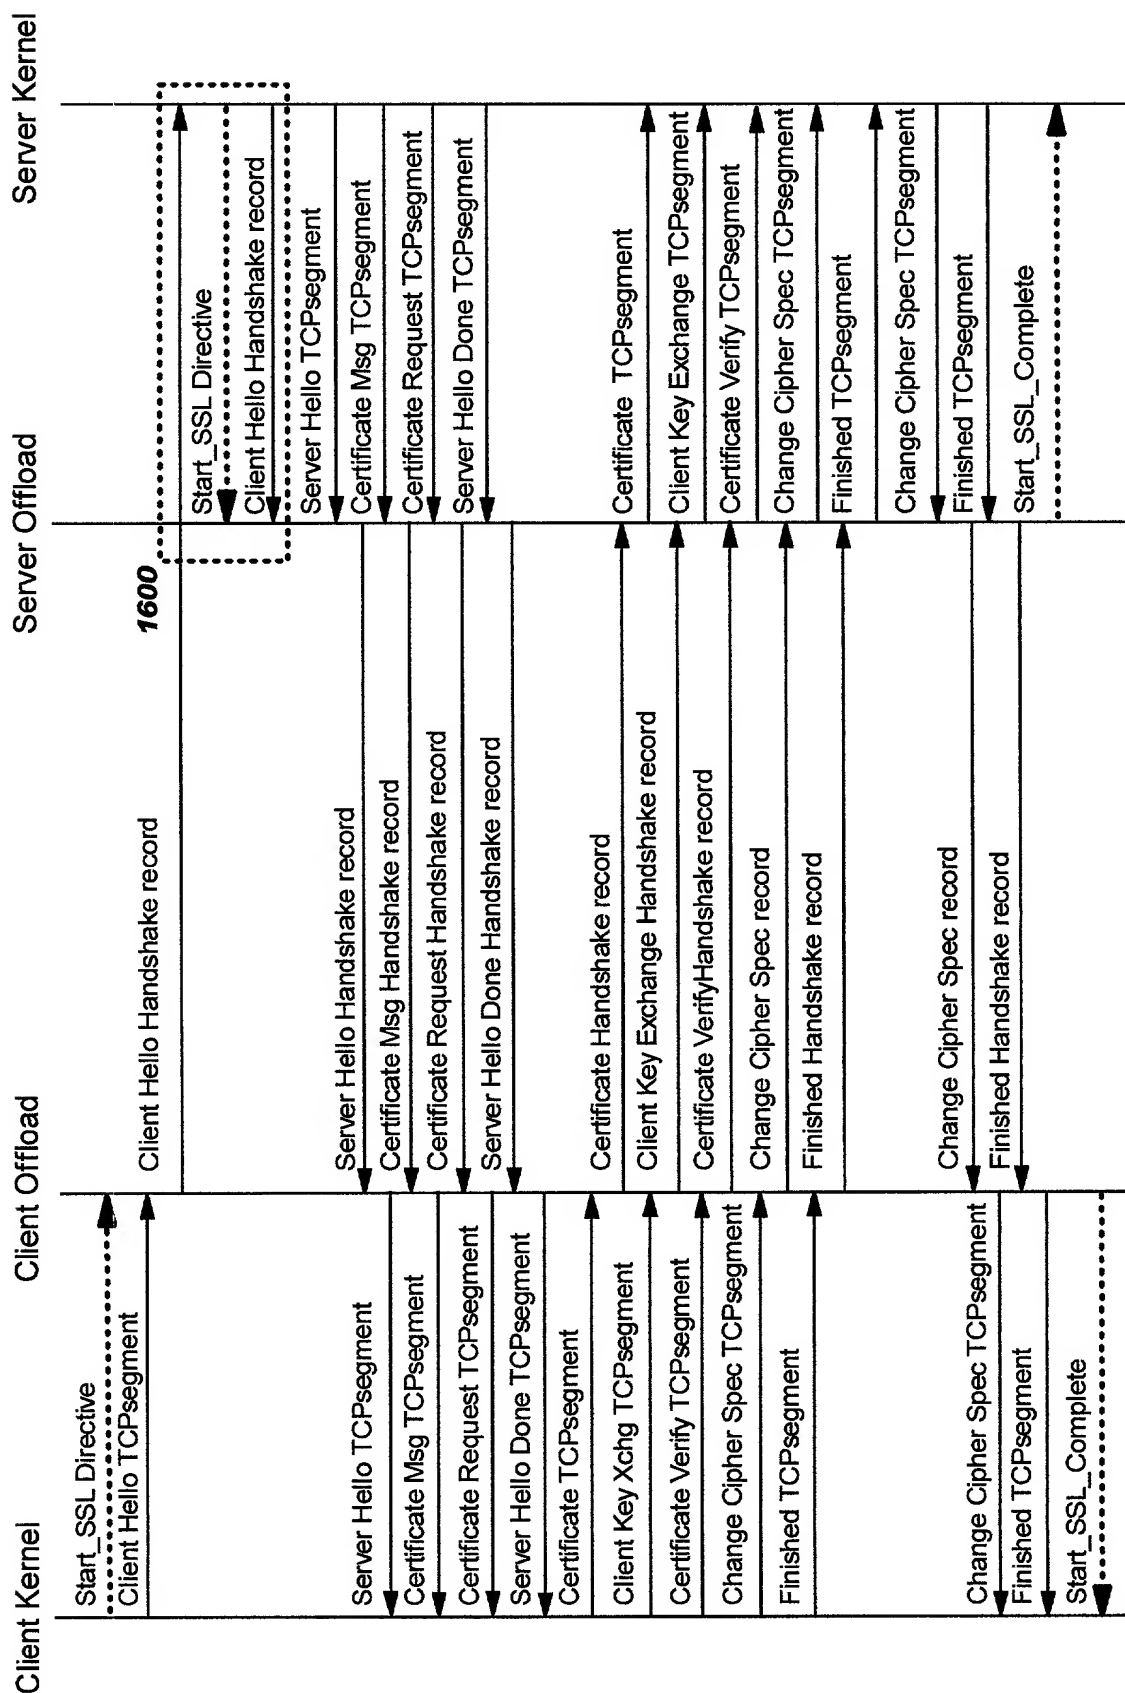 Client Kernel
Client Offload
Server Offload
Server Kernel
Start_SSL Directive
Client Hello TCPsegment
Client Hello Handshake record
1600
Start_SSL Directive
Client Hello Handshake record
Server Hello TCPsegment
Certificate Msg TCPsegment
Certificate Request TCPsegment
Server Hello Done TCPsegment
Server Hello Handshake record
Certificate Msg Handshake record
Certificate Request Handshake record
Server Hello Done Handshake record
Server Hello TCPsegment
Certificate Msg TCPsegment
Certificate Request TCPsegment
Server Hello Done TCPsegment
Certificate TCPsegment
Client Key Xchg TCPsegment
Certificate Verify TCPsegment
Change Cipher Spec TCPsegment
Finished TCPsegment
Certificate Handshake record
Client Key Exchange Handshake record
Certificate VerifyHandshake record
Change Cipher Spec record
Finished Handshake record
Certificate TCPsegment
Client Key Exchange TCPsegment
Certificate Verify TCPsegment
Change Cipher Spec TCPsegment
Finished TCPsegment
Change Cipher Spec TCPsegment
Finished TCPsegment
Start_SSL_Complete
Change Cipher Spec record
Finished Handshake record
Change Cipher Spec TCPsegment
Finished TCPsegment
Start_SSL_Complete